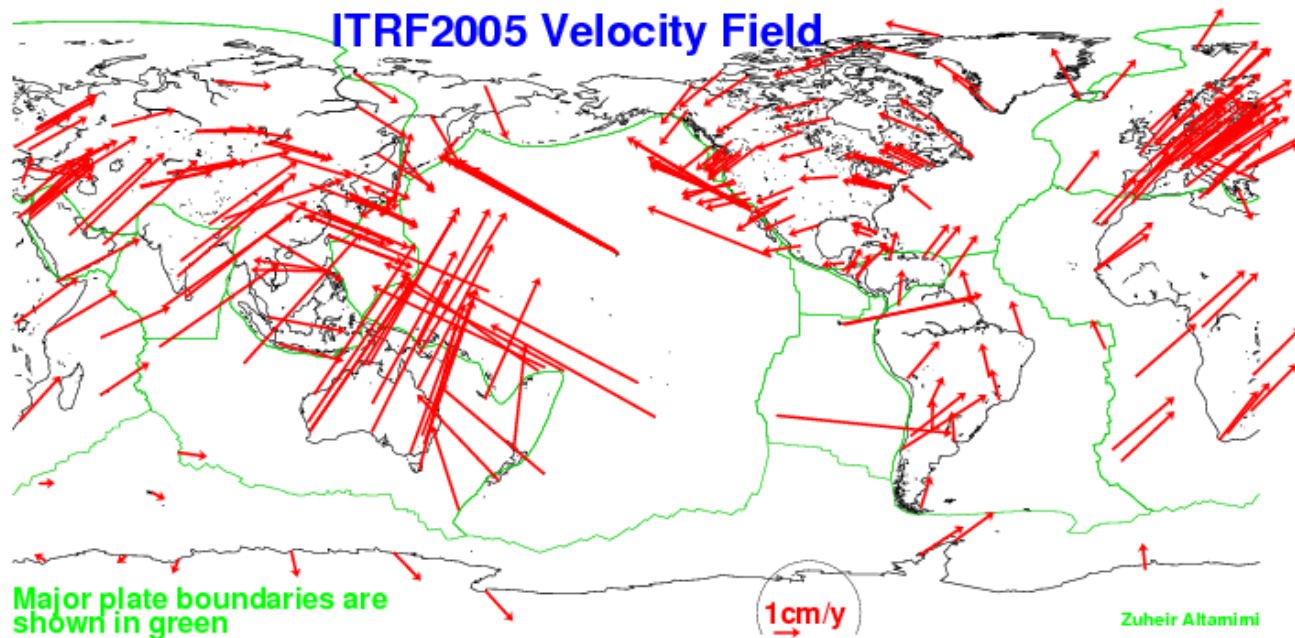 ITRF2005 Velocity Field
Major plate boundaries are
shown in green
1cm/y
Zuheir Altamimi